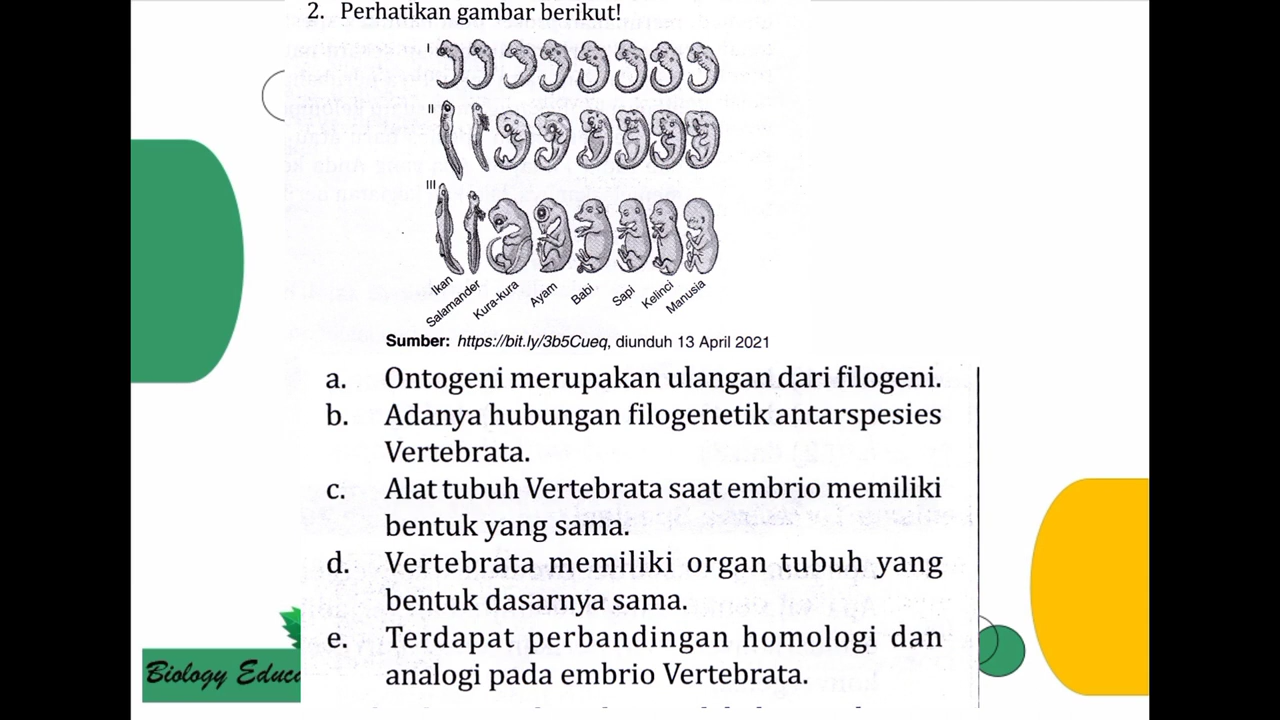 2. Perhatikan gambar berikut!
I
II
III
Ikan
Salamander
Kura-kura
Ayam
Babi
Sapi
Kelinci
Manusia
Sumber: https://bit.ly/3b5Cueq, diunduh 13 April 2021
a. Ontogeni merupakan ulangan dari filogeni.
b. Adanya hubungan filogenetik antarspesies
Vertebrata.
c. Alat tubuh Vertebrata saat embrio memiliki
bentuk yang sama.
d. Vertebrata memiliki organ tubuh yang
bentuk dasarnya sama.
e. Terdapat perbandingan homologi dan
analogi pada embrio Vertebrata.
Biology Educa